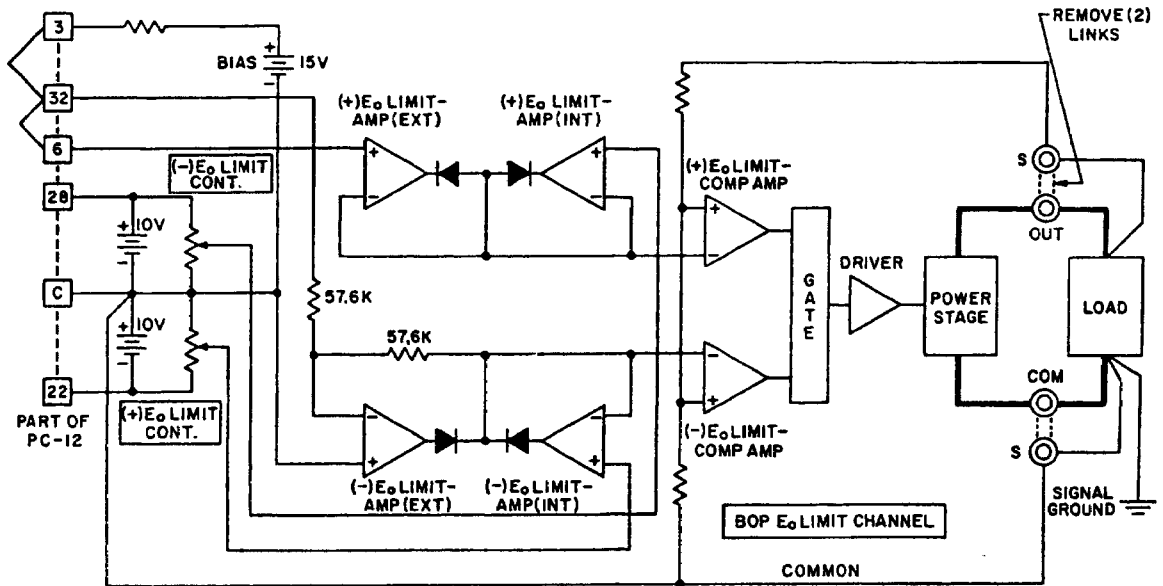 3
REMOVE (2)
LINKS
+
BIAS
15V
-
32
(+)E₀ LIMIT-
AMP(EXT)
(+)E₀ LIMIT-
AMP(INT)
6
(-)E₀ LIMIT
CONT.
+
-
+
-
(+)E₀ LIMIT-
COMP AMP
S
28
+
10V
-
+
-
OUT
DRIVER
GATE
POWER
STAGE
LOAD
C
57.6K
+
10V
-
57.6K
-
+
COM
22
PART OF
PC-12
(+)E₀ LIMIT
CONT.
-
+
-
+
(-)E₀ LIMIT-
COMP AMP
S
(-)E₀ LIMIT-
AMP(EXT)
(-)E₀ LIMIT-
AMP(INT)
SIGNAL
GROUND
BOP E₀ LIMIT CHANNEL
COMMON